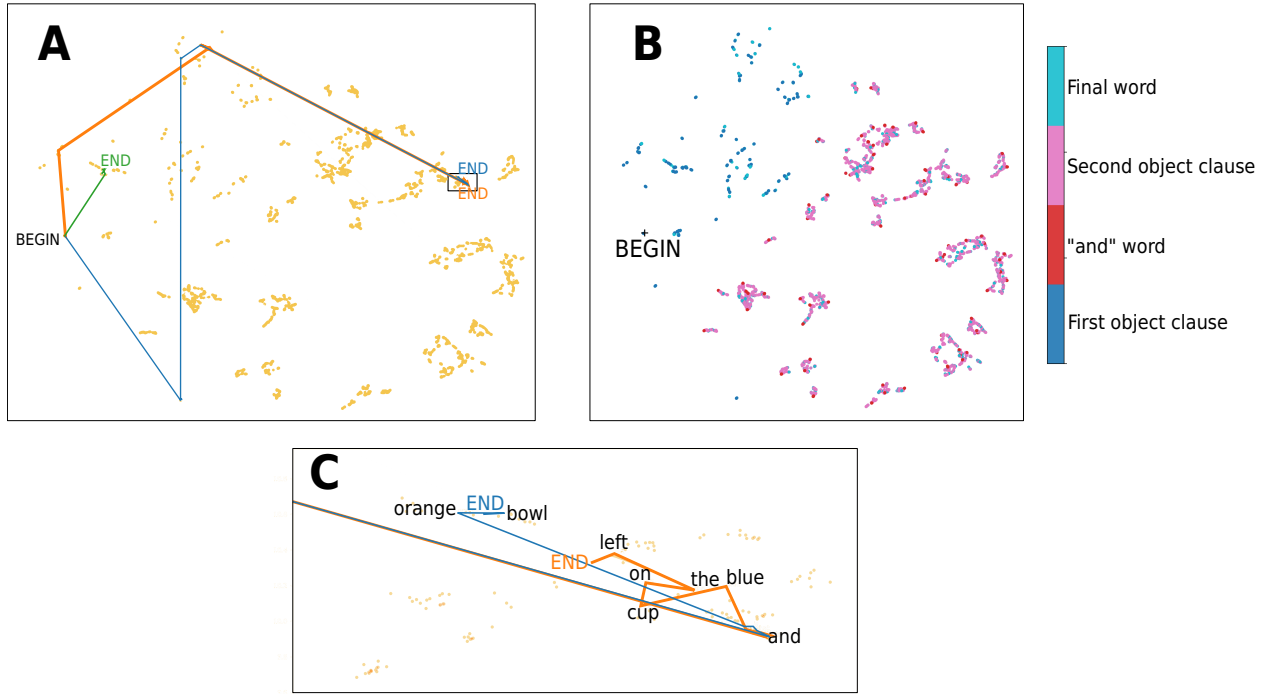 A
END
BEGIN
END
END
B
BEGIN
Final word
Second object clause
"and" word
First object clause
C
orange
END
bowl
left
END
on
the
blue
cup
and